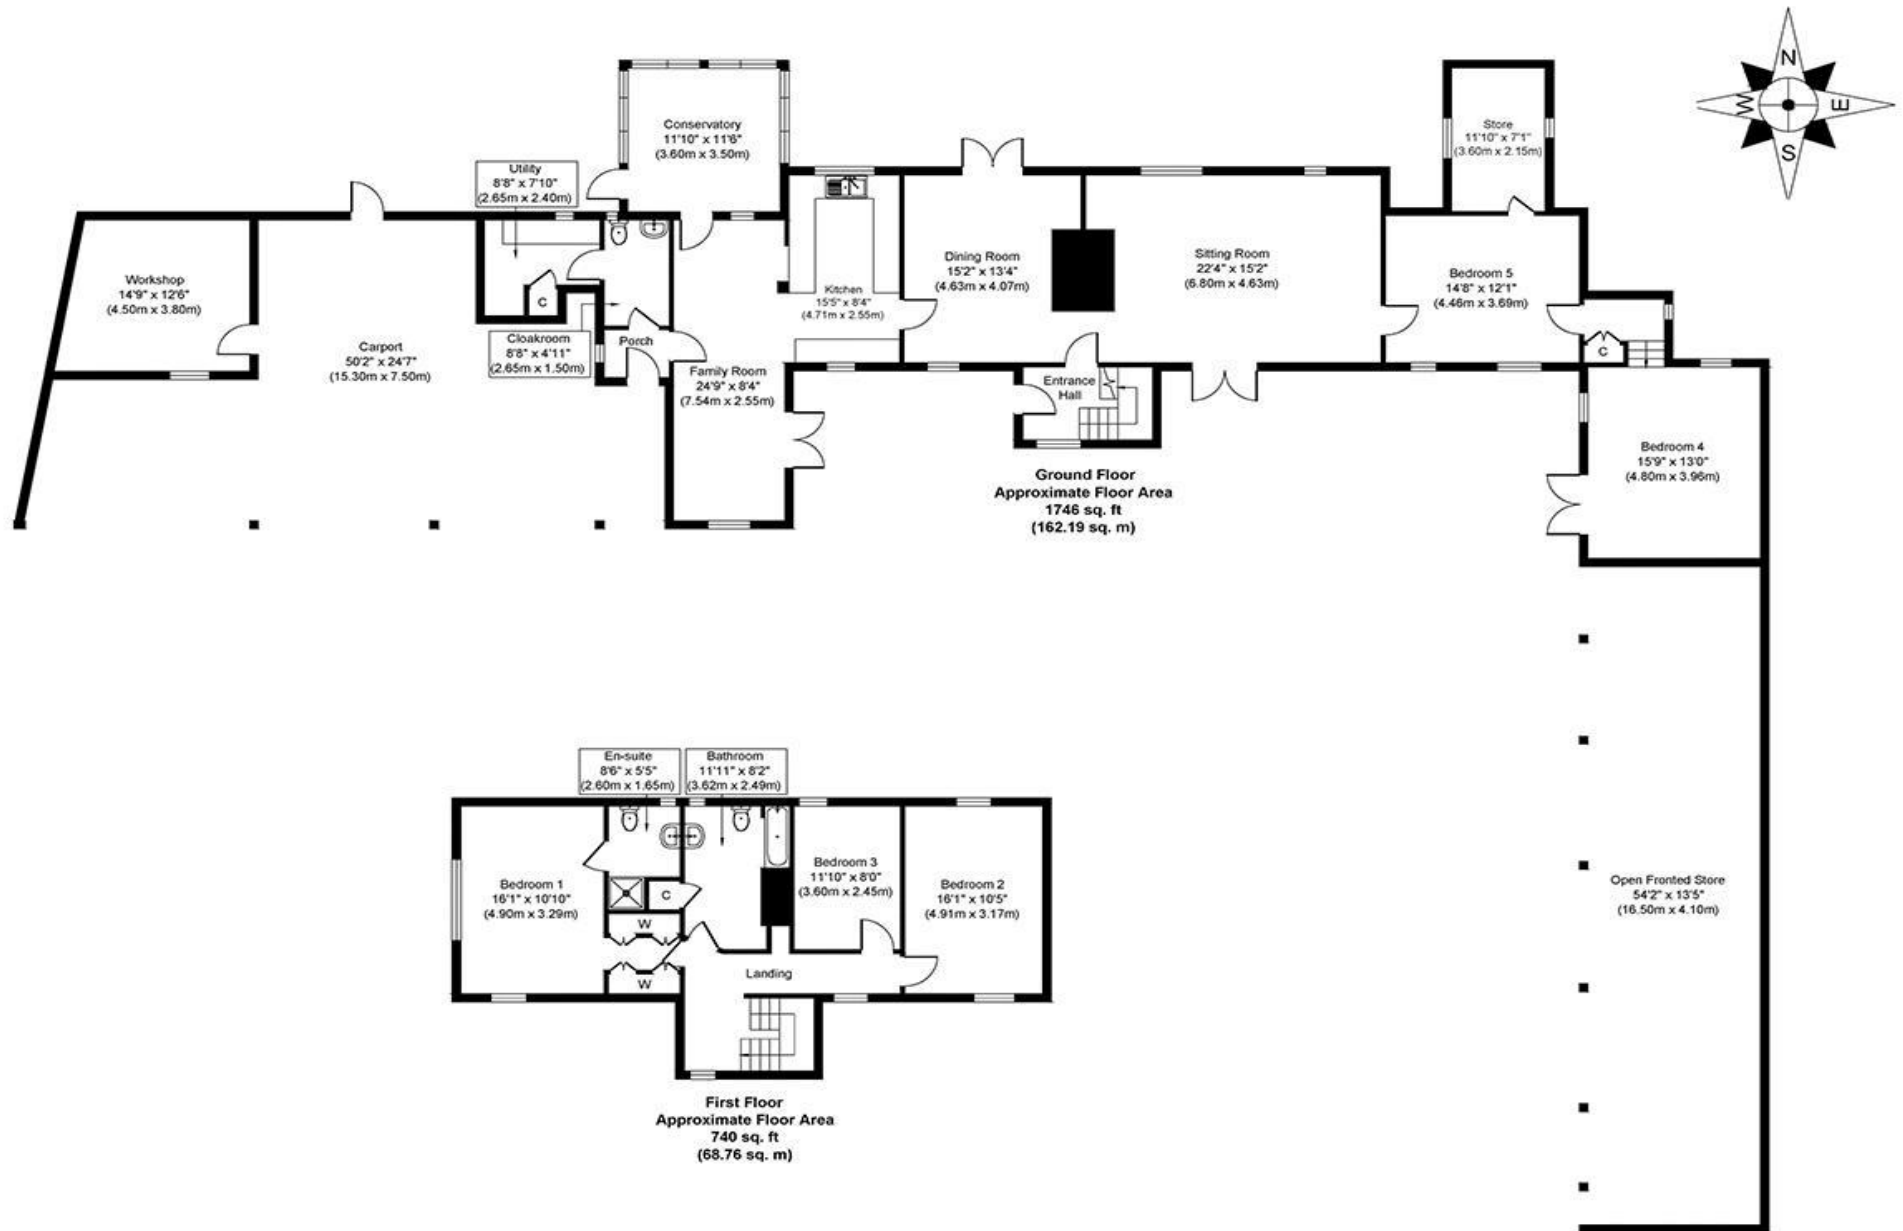 N
W
E
S
Conservatory
11'10" x 11'6"
(3.60m x 3.50m)
Store
11'10" x 7'1"
(3.60m x 2.15m)
Utility
8'8" x 7'10"
(2.65m x 2.40m)
Workshop
14'9" x 12'6"
(4.50m x 3.80m)
Carport
50'2" x 24'7"
(15.30m x 7.50m)
C
Cloakroom
8'8" x 4'11"
(2.65m x 1.50m)
Porch
Family Room
24'9" x 8'4"
(7.54m x 2.55m)
Kitchen
15'5" x 8'4"
(4.71m x 2.55m)
Dining Room
15'2" x 13'4"
(4.63m x 4.07m)
Sitting Room
22'4" x 15'2"
(6.80m x 4.63m)
Bedroom 5
14'8" x 12'1"
(4.46m x 3.69m)
C
Entrance
Hall
Bedroom 4
15'9" x 13'0"
(4.80m x 3.96m)
Ground Floor
Approximate Floor Area
1746 sq. ft
(162.19 sq. m)
En-suite
8'6" x 5'5"
(2.60m x 1.65m)
Bathroom
11'11" x 8'2"
(3.62m x 2.49m)
Bedroom 1
16'1" x 10'10"
(4.90m x 3.29m)
C
W
W
Bedroom 3
11'10" x 8'0"
(3.60m x 2.45m)
Bedroom 2
16'1" x 10'5"
(4.91m x 3.17m)
Landing
Open Fronted Store
54'2" x 13'5"
(16.50m x 4.10m)
First Floor
Approximate Floor Area
740 sq. ft
(68.76 sq. m)